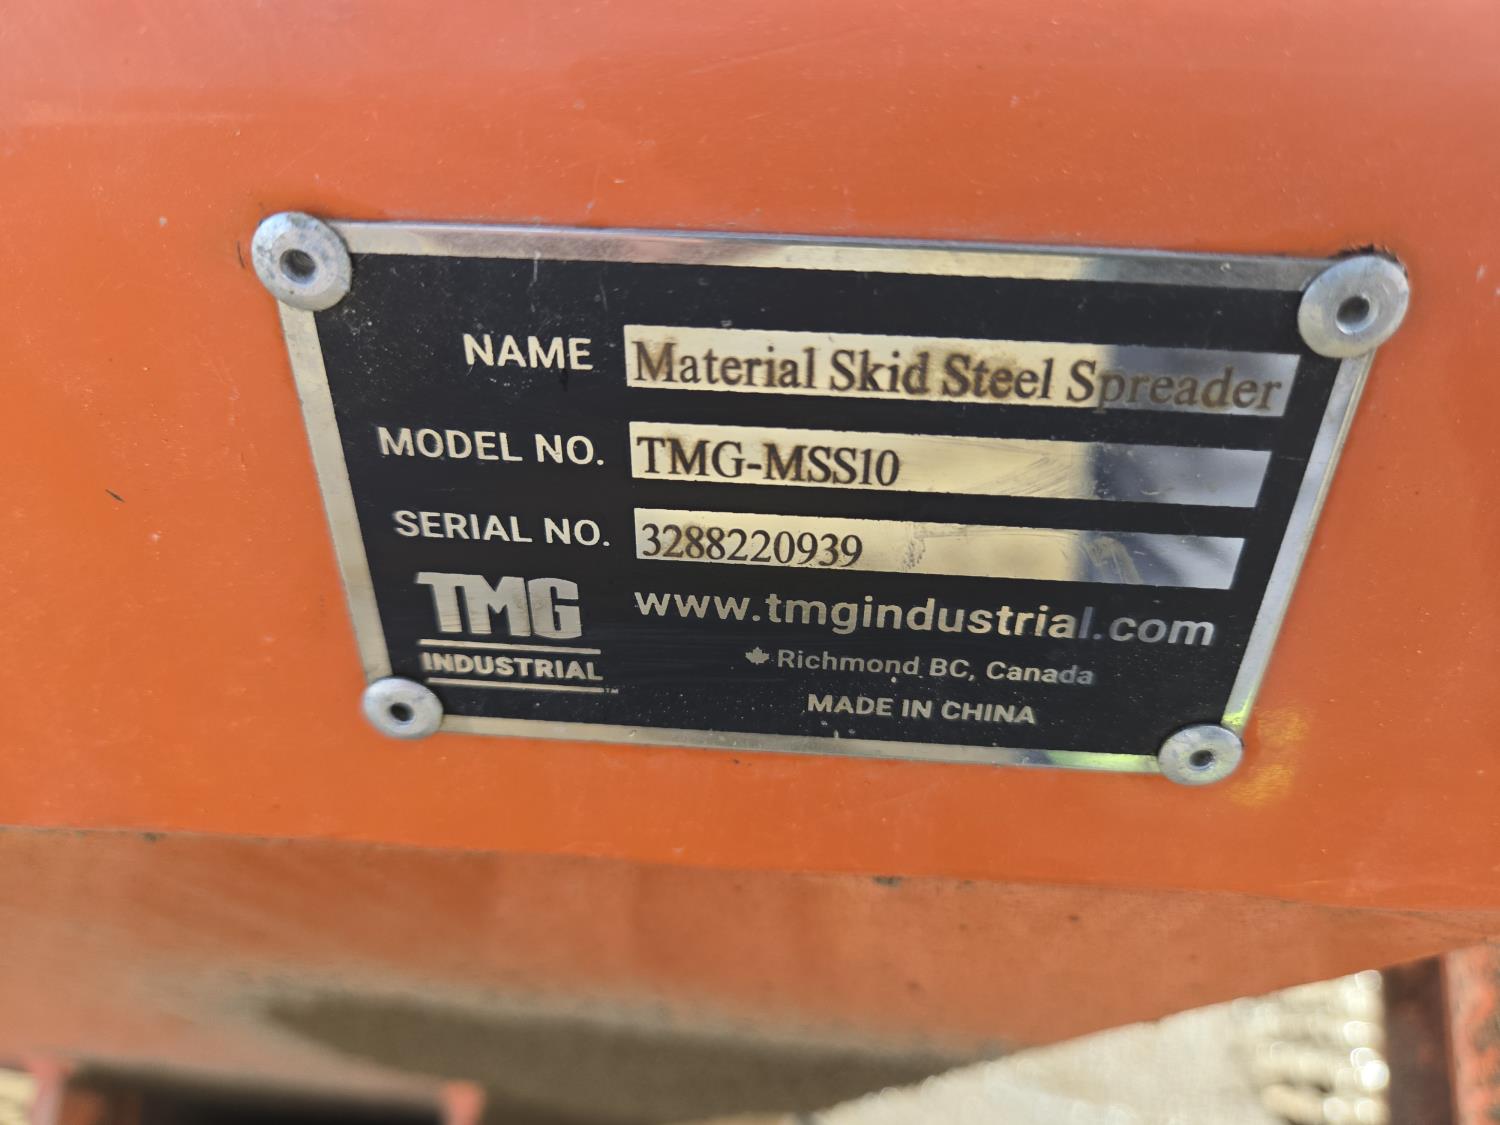 NAME Material Skid Steel Spreader
MODEL NO. TMG-MSS10
SERIAL NO. 3288220939
TMG
INDUSTRIAL™
www.tmgindustrial.com
Richmond BC, Canada
MADE IN CHINA